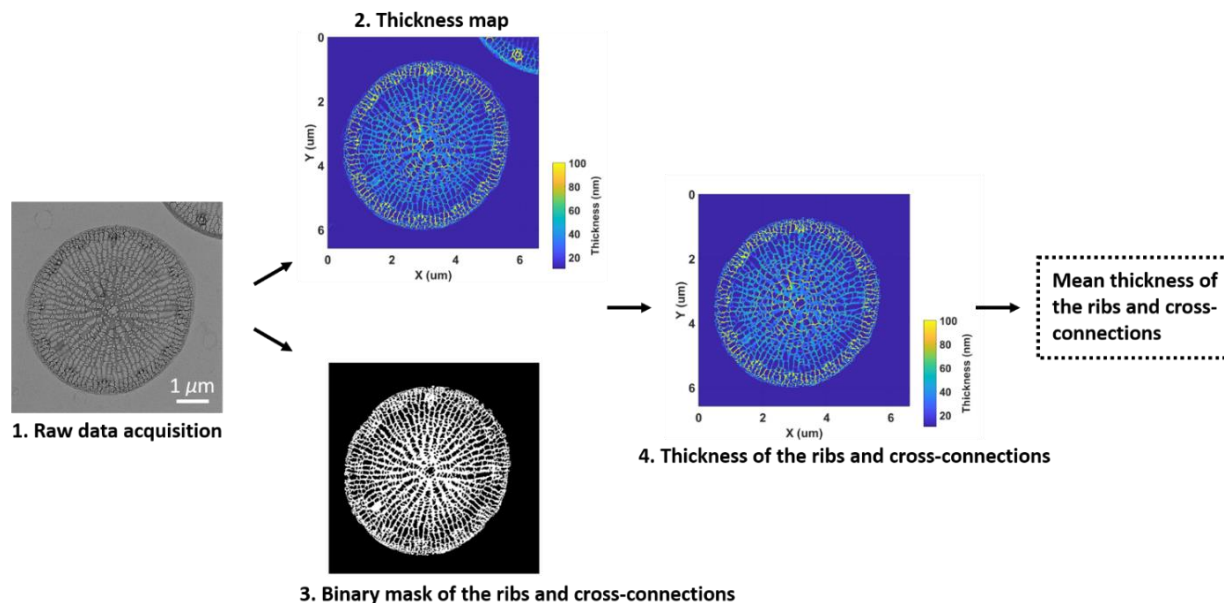 2. Thickness map
0
2
4
6
Y (um)
0
2
4
6
X (um)
100
80
60
40
20
Thickness (nm)
1 μm
1. Raw data acquisition
3. Binary mask of the ribs and cross-connections
0
2
4
6
Y (um)
0
2
4
6
X (um)
100
80
60
40
20
Thickness (nm)
4. Thickness of the ribs and cross-connections
Mean thickness of
the ribs and cross-
connections